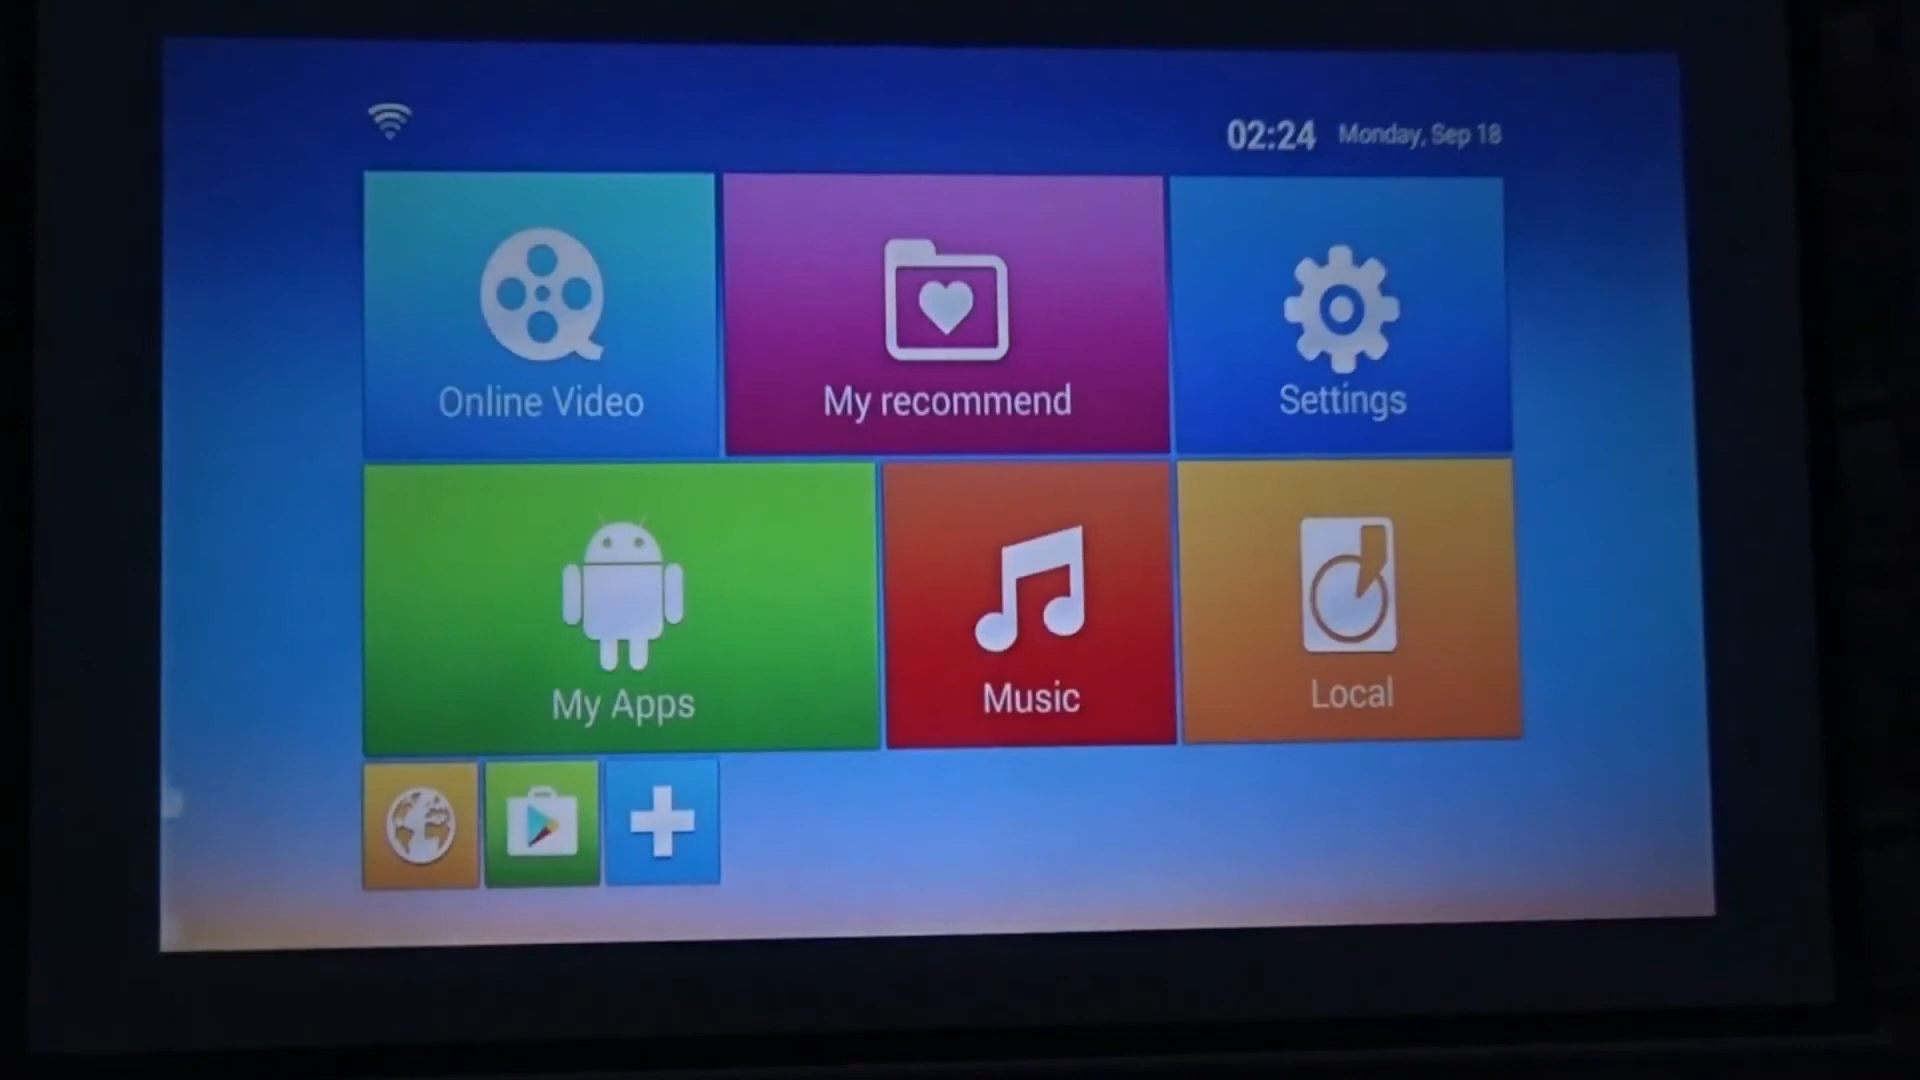 02:24 Monday, Sep 18
Online Video
My recommend
Settings
My Apps
Music
Local